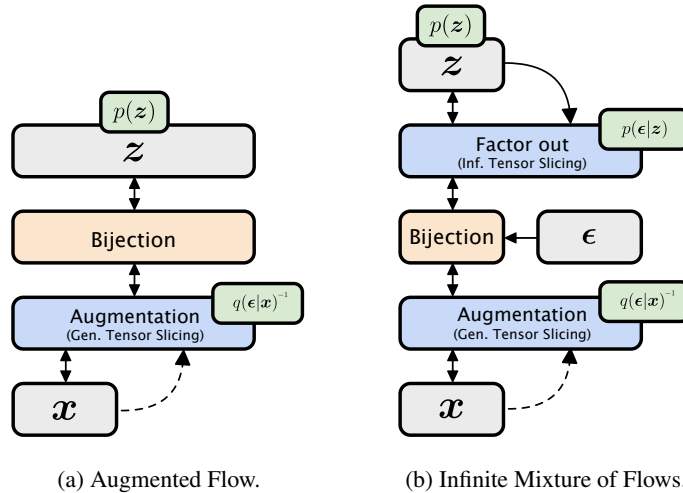 p(z)
z
Bijection
Augmentation
(Gen. Tensor Slicing)
q(ϵ|x)⁻¹
x
(a) Augmented Flow.
p(z)
z
Factor out
(Inf. Tensor Slicing)
p(ϵ|z)
Bijection
ϵ
Augmentation
(Gen. Tensor Slicing)
q(ϵ|x)⁻¹
x
(b) Infinite Mixture of Flows.